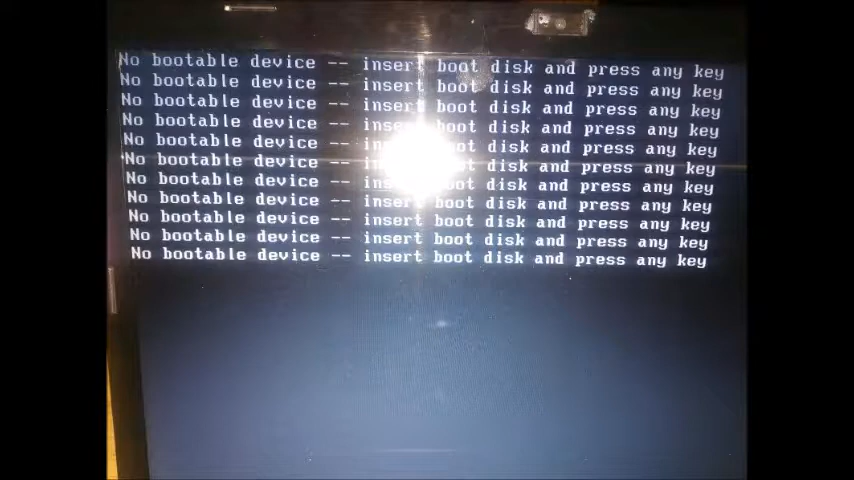 No bootable device -- insert boot disk and press any key
No bootable device -- insert boot disk and press any key
No bootable device -- insert boot disk and press any key
No bootable device -- insert boot disk and press any key
No bootable device -- insert boot disk and press any key
No bootable device -- insert boot disk and press any key
No bootable device -- insert boot disk and press any key
No bootable device -- insert boot disk and press any key
No bootable device -- insert boot disk and press any key
No bootable device -- insert boot disk and press any key
No bootable device -- insert boot disk and press any key